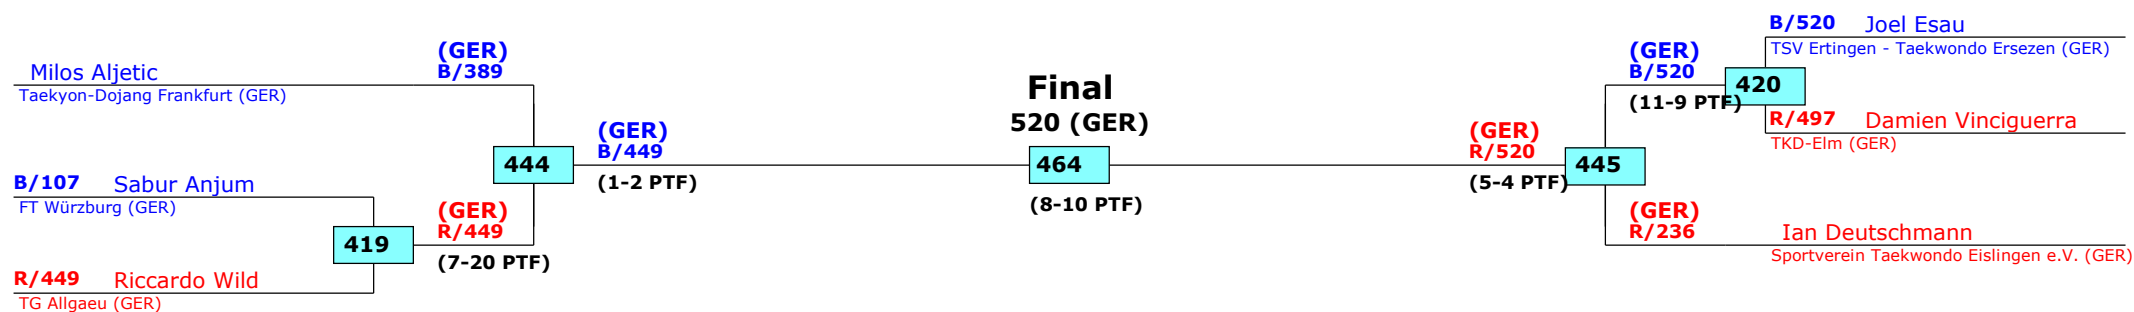 Milos Aljetic
Taekyon-Dojang Frankfurt (GER)
(GER)
B/389
B/107 Sabur Anjum
FT Würzburg (GER)
R/449 Riccardo Wild
TG Allgaeu (GER)
419
(GER)
R/449
(7-20 PTF)
444
(GER)
B/449
(1-2 PTF)
Final
520 (GER)
464
(8-10 PTF)
(GER)
R/520
(5-4 PTF)
445
(GER)
B/520
(11-9 PTF)
420
B/520 Joel Esau
TSV Ertingen - Taekwondo Ersezen (GER)
R/497 Damien Vinciguerra
TKD-Elm (GER)
(GER)
R/236
Ian Deutschmann
Sportverein Taekwondo Eislingen e.V. (GER)